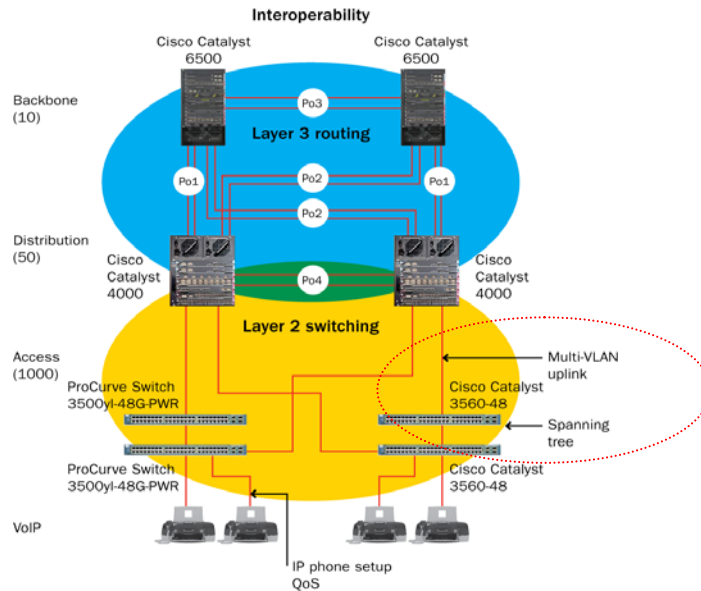 Interoperability
Cisco Catalyst
6500
Cisco Catalyst
6500
Backbone
(10)
Po3
Layer 3 routing
Po1
Po2
Po1
Po2
Distribution
(50)
Cisco
Catalyst
4000
Po4
Cisco
Catalyst
4000
Layer 2 switching
Access
(1000)
Multi-VLAN
uplink
ProCurve Switch
3500yl-48G-PWR
Cisco Catalyst
3560-48
Spanning
tree
ProCurve Switch
3500yl-48G-PWR
Cisco Catalyst
3560-48
VoIP
IP phone setup
QoS